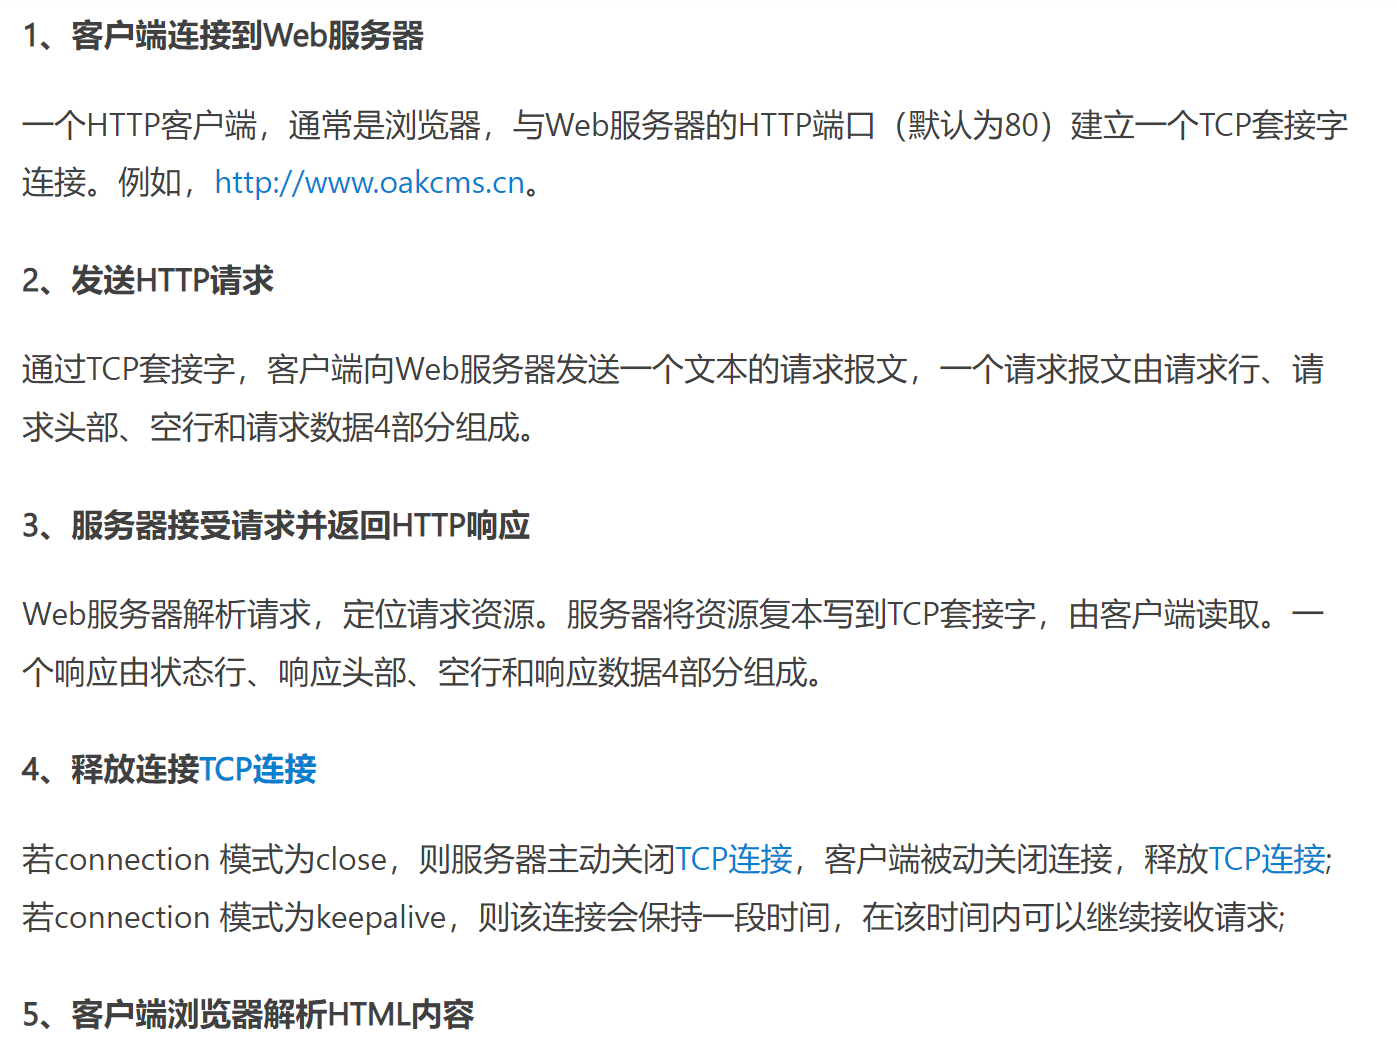 1、客户端连接到Web服务器
一个HTTP客户端，通常是浏览器，与Web服务器的HTTP端口（默认为80）建立一个TCP套接字
连接。例如，http://www.oakcms.cn。
2、发送HTTP请求
通过TCP套接字，客户端向Web服务器发送一个文本的请求报文，一个请求报文由请求行、请
求头部、空行和请求数据4部分组成。
3、服务器接受请求并返回HTTP响应
Web服务器解析请求，定位请求资源。服务器将资源复本写到TCP套接字，由客户端读取。一
个响应由状态行、响应头部、空行和响应数据4部分组成。
4、释放连接TCP连接
若connection 模式为close，则服务器主动关闭TCP连接，客户端被动关闭连接，释放TCP连接;
若connection 模式为keepalive，则该连接会保持一段时间，在该时间内可以继续接收请求;
5、客户端浏览器解析HTML内容